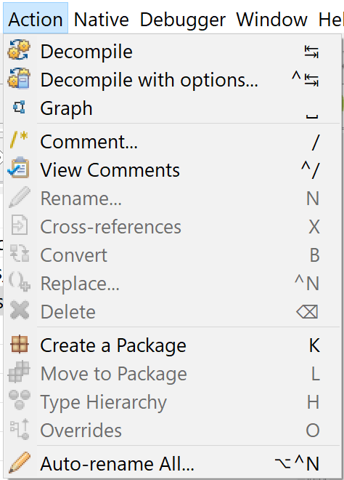 Action Native Debugger Window Hel
Decompile ↹
Decompile with options... ^↹
Graph ⎵
Comment... /
View Comments ^/
Rename... N
Cross-references X
Convert B
Replace... ^N
Delete ⌫
Create a Package K
Move to Package L
Type Hierarchy H
Overrides O
Auto-rename All... ⌥^N